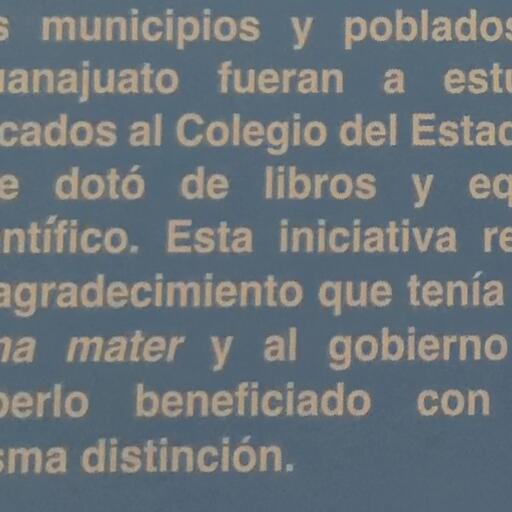 s municipios y poblados
uanajuato fueran a estu
cados al Colegio del Estad
e dotó de libros y eq
ntífico. Esta iniciativa re
agradecimiento que tenía
na mater y al gobierno
perlo beneficiado con
sma distinción.